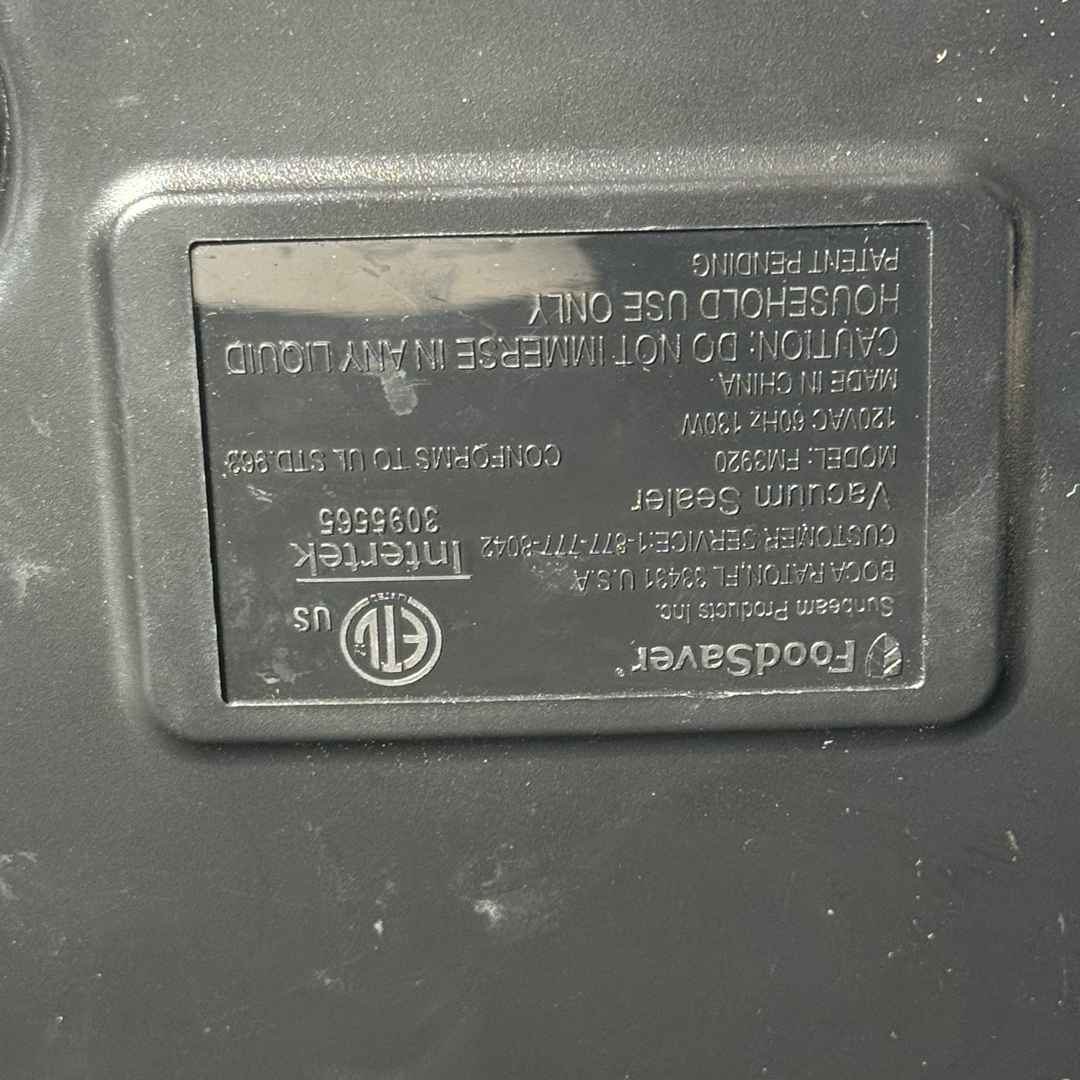 FoodSaver®
Sunbeam Products Inc.
BOCA RATON,FL 33431 U.S.A
CUSTOMER SERVICE:1-877-777-8042
Vacuum Sealer
MODEL: FM3920
120VAC 60Hz 130W
MADE IN CHINA.
ETL
US
Intertek
3095565
CONFORMS TO UL STD.963
CAUTION: DO NOT IMMERSE IN ANY LIQUID
HOUSEHOLD USE ONLY
PATENT PENDING